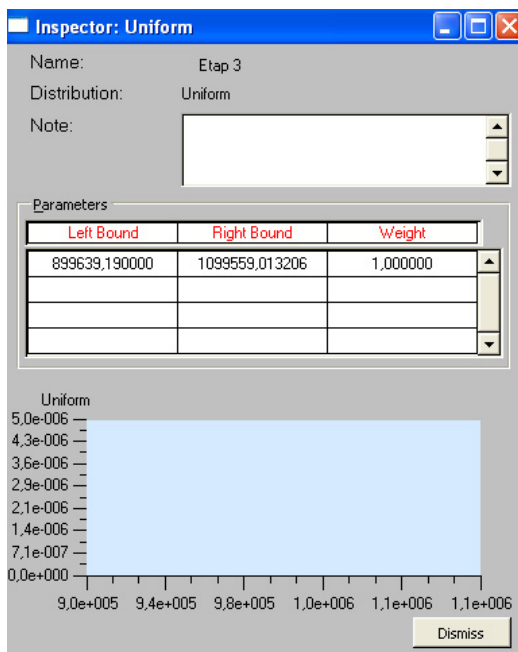 Inspector: Uniform
Name: Etap 3
Distribution: Uniform
Note:
Parameters
Left Bound Right Bound Weight
899639,190000 1099559,013206 1,000000
Uniform
5,0e-006
4,3e-006
3,6e-006
2,9e-006
2,1e-006
1,4e-006
7,1e-007
0,0e+000
9,0e+005 9,4e+005 9,8e+005 1,0e+006 1,1e+006 1,1e+006
Dismiss